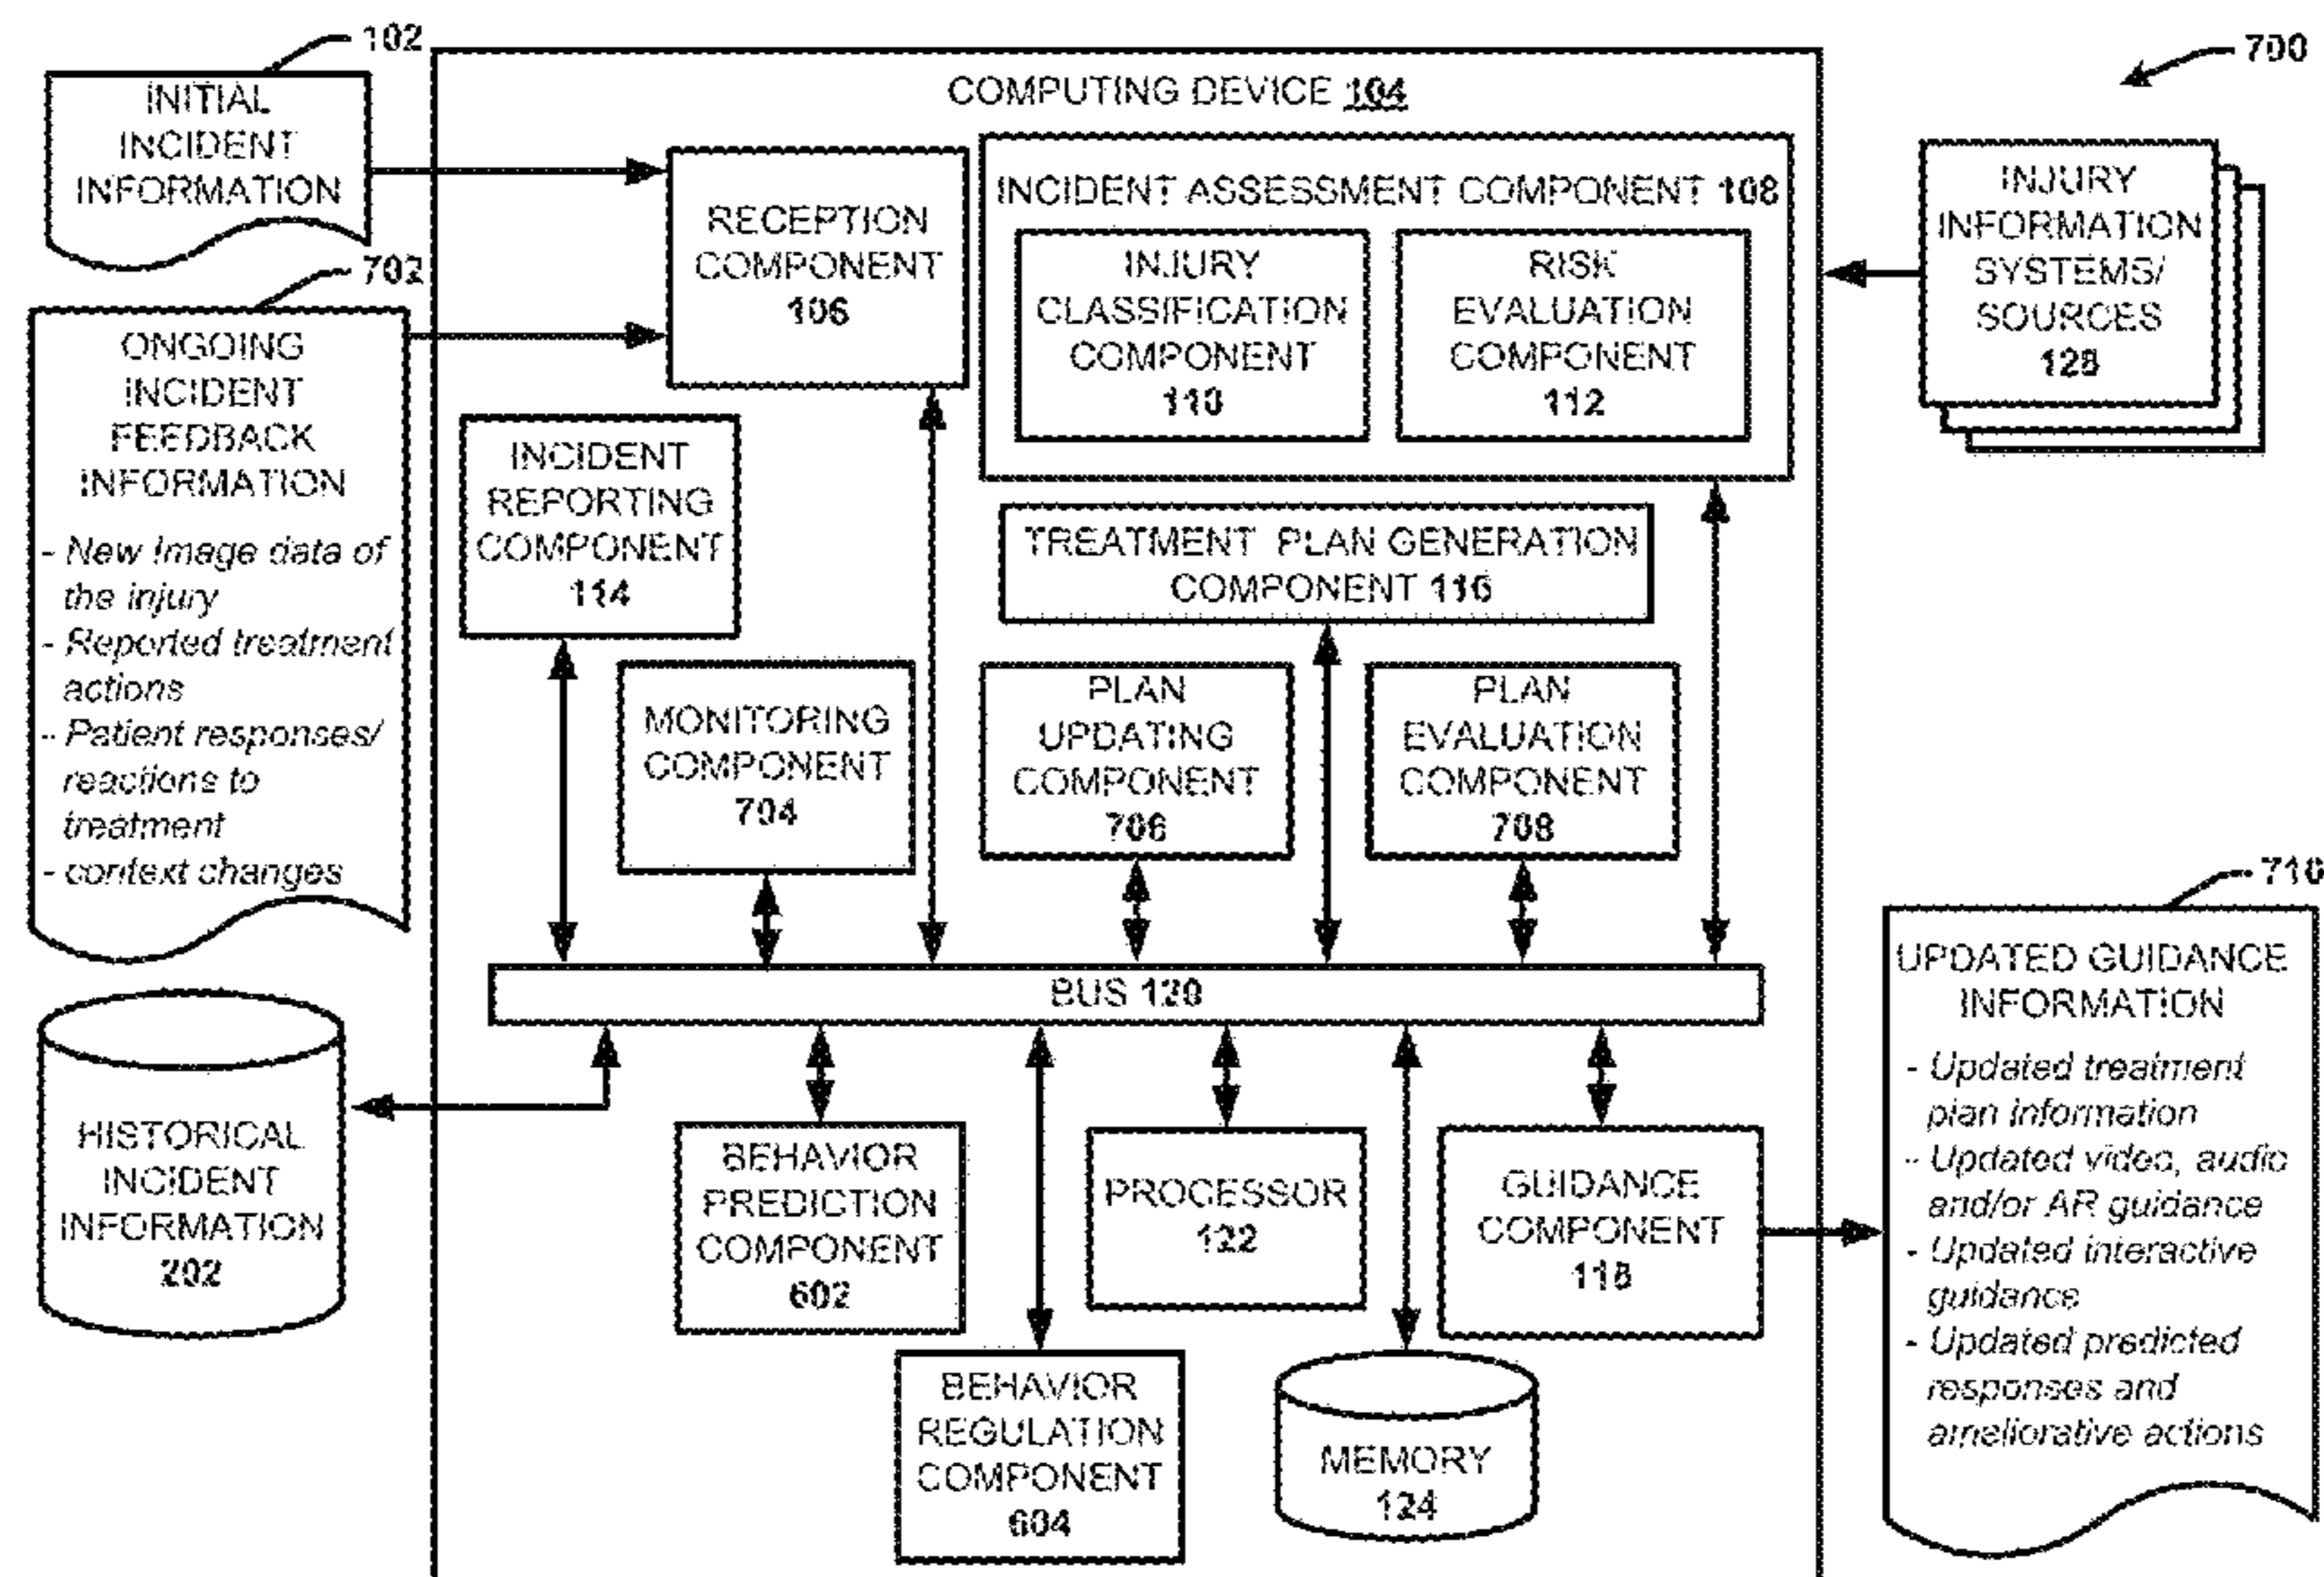 102
INITIAL
INCIDENT
INFORMATION
702
ONGOING
INCIDENT
FEEDBACK
INFORMATION
- New Image data of
the injury
- Reported treatment
actions
- Patient responses/
reactions to
treatment
- context changes
HISTORICAL
INCIDENT
INFORMATION
202
COMPUTING DEVICE 104
RECEPTION
COMPONENT
106
INCIDENT ASSESSMENT COMPONENT 108
INJURY
CLASSIFICATION
COMPONENT
110
RISK
EVALUATION
COMPONENT
112
INCIDENT
REPORTING
COMPONENT
114
TREATMENT PLAN GENERATION
COMPONENT 116
MONITORING
COMPONENT
704
PLAN
UPDATING
COMPONENT
706
PLAN
EVALUATION
COMPONENT
708
BUS 120
BEHAVIOR
PREDICTION
COMPONENT
602
BEHAVIOR
REGULATION
COMPONENT
604
PROCESSOR
122
MEMORY
124
GUIDANCE
COMPONENT
118
700
INJURY
INFORMATION
SYSTEMS/
SOURCES
128
710
UPDATED GUIDANCE
INFORMATION
- Updated treatment
plan information
- Updated video, audio
and/or AR guidance
- Updated interactive
guidance
- Updated predicted
responses and
ameliorative actions